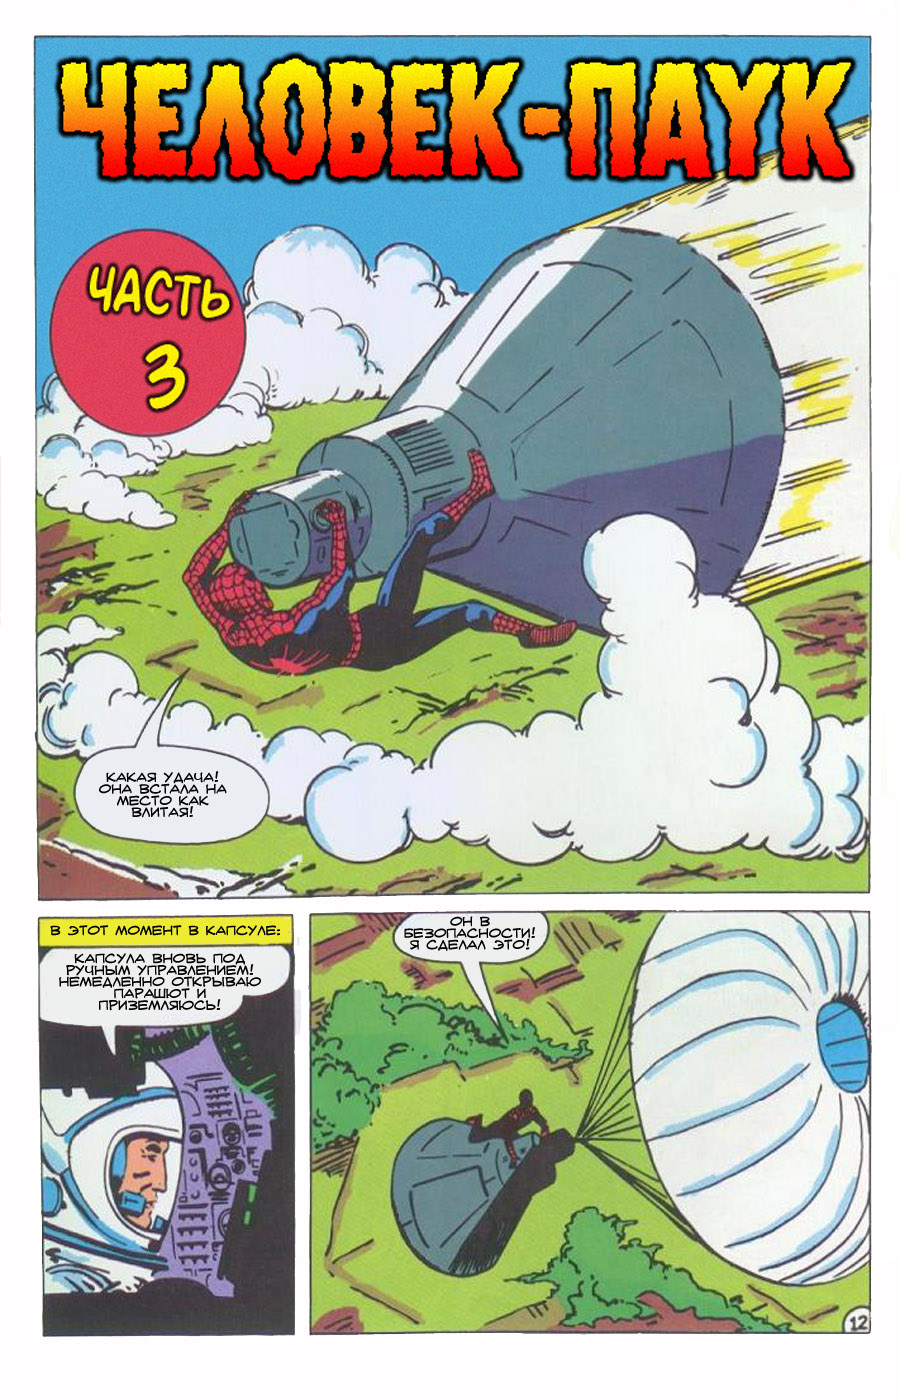 ЧЕЛОВЕК-ПАУК
ЧАСТЬ
3
КАКАЯ УДАЧА!
ОНА ВСТАЛА НА
МЕСТО КАК
ВЛИТАЯ!
В ЭТОТ МОМЕНТ В КАПСУЛЕ:
КАПСУЛА ВНОВЬ ПОД
РУЧНЫМ УПРАВЛЕНИЕМ!
НЕМЕДЛЕННО ОТКРЫВАЮ
ПАРАШЮТ И
ПРИЗЕМЛЯЮСЬ!
ОН В
БЕЗОПАСНОСТИ!
Я СДЕЛАЛ ЭТО!
12